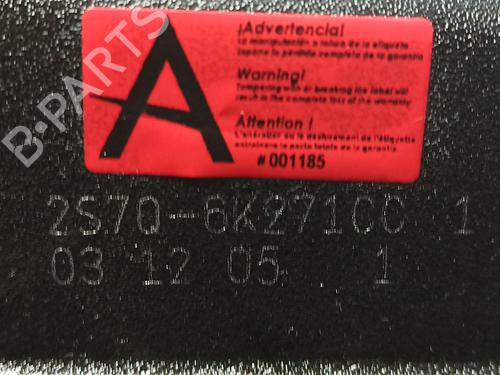 ¡Advertencia!
La manipulación o rotura de la etiqueta
supone la pérdida completa de la garantía
Warning!
Tempering with or breaking the label will
result in the complete loss of the warranty
Attention !
L'altération ou le déchirement de l'étiquette
entraînera la perte totale de la garantie
# 001185
A
B-PARTS
2S7Q-6K271CC 1
03 12 05 1